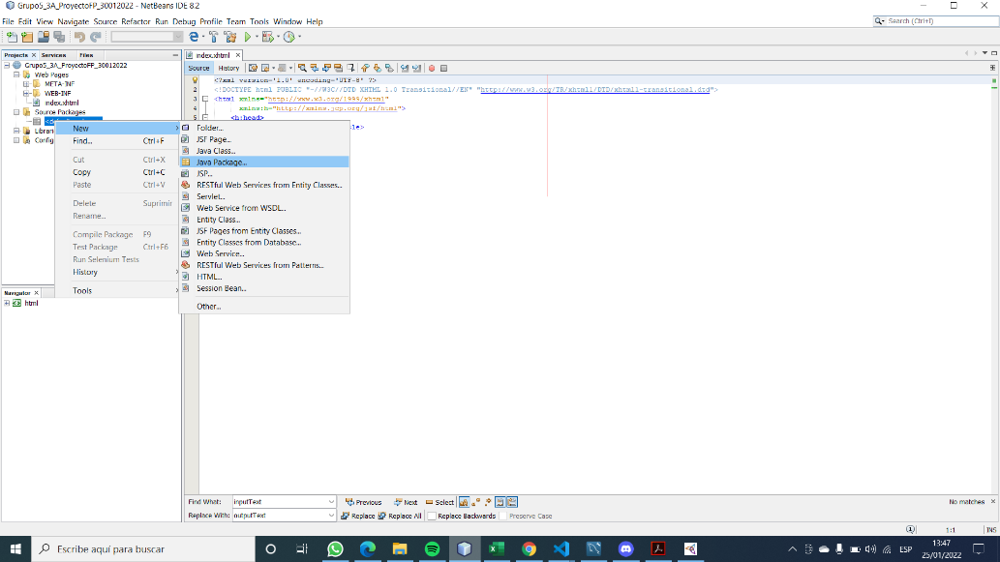 Grupo5_3A_ProyectoFP_30012022 - NetBeans IDE 8.2
File Edit View Navigate Source Refactor Run Debug Profile Team Tools Window Help
Search (Ctrl+I)
Projects Services Files
Grupo5_3A_ProyectoFP_30012022
Web Pages
META-INF
WEB-INF
index.xhtml
Source Packages
Librari
Config
New
Find... Ctrl+F
Cut Ctrl+X
Copy Ctrl+C
Paste Ctrl+V
Delete Suprimir
Rename...
Compile Package F9
Test Package Ctrl+F6
Run Selenium Tests
History
Tools
Folder...
JSF Page...
Java Class...
Java Package...
JSP...
RESTful Web Services from Entity Classes...
Servlet...
Web Service from WSDL...
Entity Class...
JSF Pages from Entity Classes...
Entity Classes from Database...
Web Service...
RESTful Web Services from Patterns...
HTML...
Session Bean...
Other...
Navigator
html
index.xhtml
Source History
<?xml version='1.0' encoding='UTF-8' ?>
2 <!DOCTYPE html PUBLIC "-//W3C//DTD XHTML 1.0 Transitional//EN" "http://www.w3.org/TR/xhtml1/DTD/xhtml1-transitional.dtd">
3 <html xmlns="http://www.w3.org/1999/xhtml"
4 xmlns:h="http://xmlns.jcp.org/jsf/html">
5 <h:head>
le>
Find What: inputText Previous Next Select No matches
Replace With: outputText Replace Replace All Replace Backwards Preserve Case
1:1 INS
Escribe aquí para buscar
ESP
13:47
25/01/2022